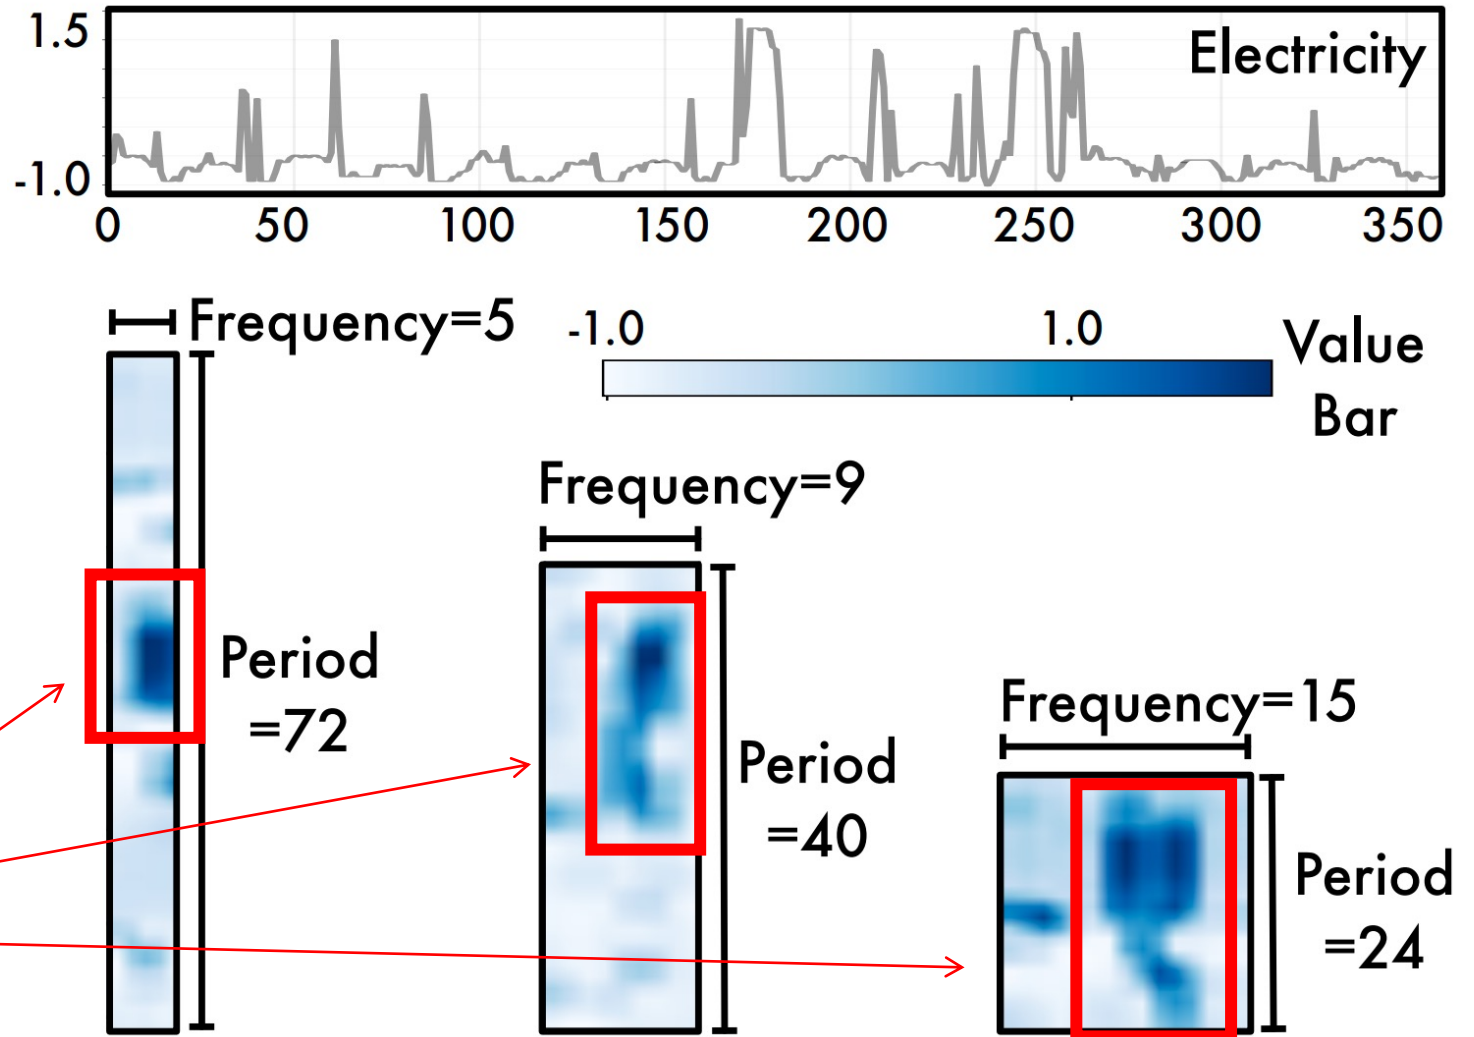 1.5
Electricity
-1.0
0 50 100 150 200 250 300 350
Frequency=5
-1.0 1.0
Value
Bar
Frequency=9
Period
=72
Frequency=15
Period
=40
Period
=24